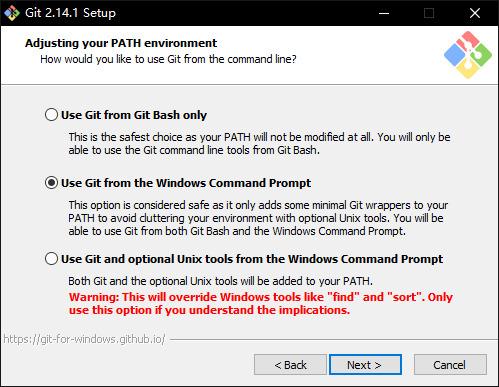 Git 2.14.1 Setup
Adjusting your PATH environment
How would you like to use Git from the command line?
Use Git from Git Bash only
This is the safest choice as your PATH will not be modified at all. You will only
be able to use the Git command line tools from Git Bash.
Use Git from the Windows Command Prompt
This option is considered safe as it only adds some minimal Git wrappers to your
PATH to avoid cluttering your environment with optional Unix tools. You will be
able to use Git from both Git Bash and the Windows Command Prompt.
Use Git and optional Unix tools from the Windows Command Prompt
Both Git and the optional Unix tools will be added to your PATH.
Warning: This will override Windows tools like "find" and "sort". Only
use this option if you understand the implications.
https://git-for-windows.github.io/
< Back
Next >
Cancel